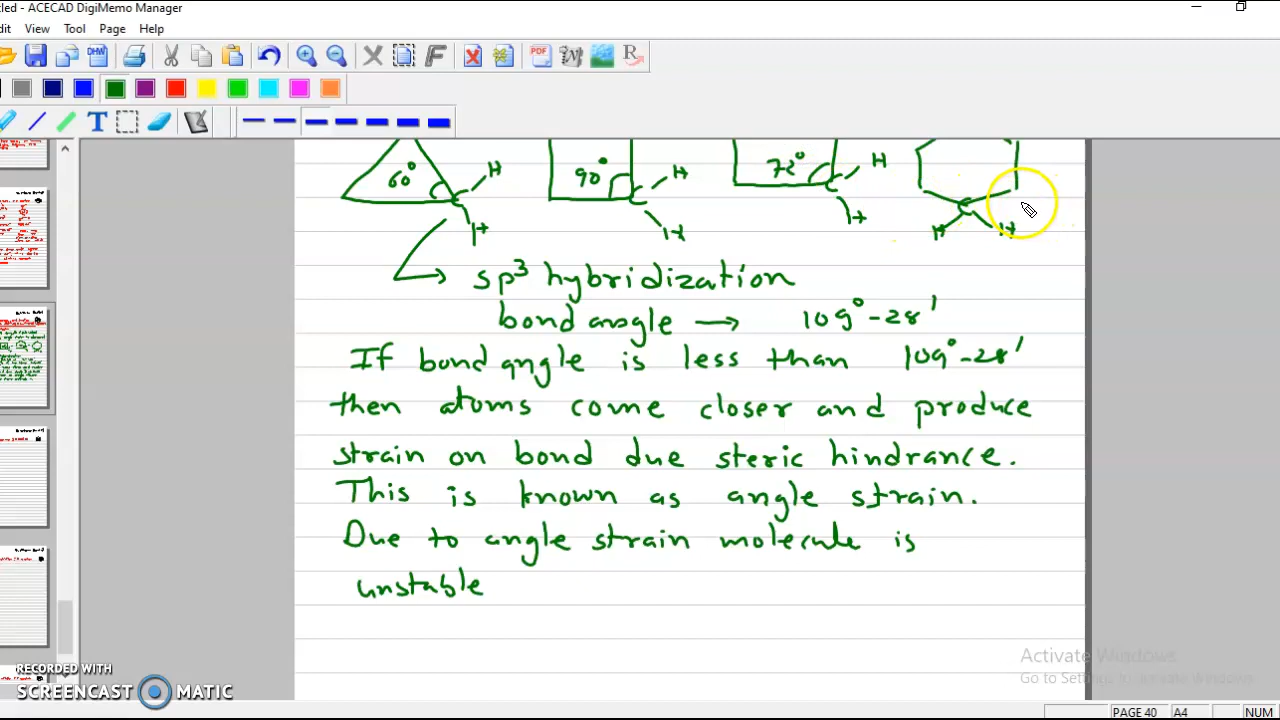 tled - ACECAD DigiMemo Manager
dit View Tool Page Help
60° H H
90° H H
72° H H
C H H
sp³ hybridization
bond angle → 109°-28'
If bond angle is less than 109°-28'
then atoms come closer and produce
strain on bond due steric hindrance.
This is known as angle strain.
Due to angle strain molecule is
unstable
Activate Windows
Go to Settings to activate Windows.
RECORDED WITH
SCREENCAST MATIC
PAGE 40 A4 NUM